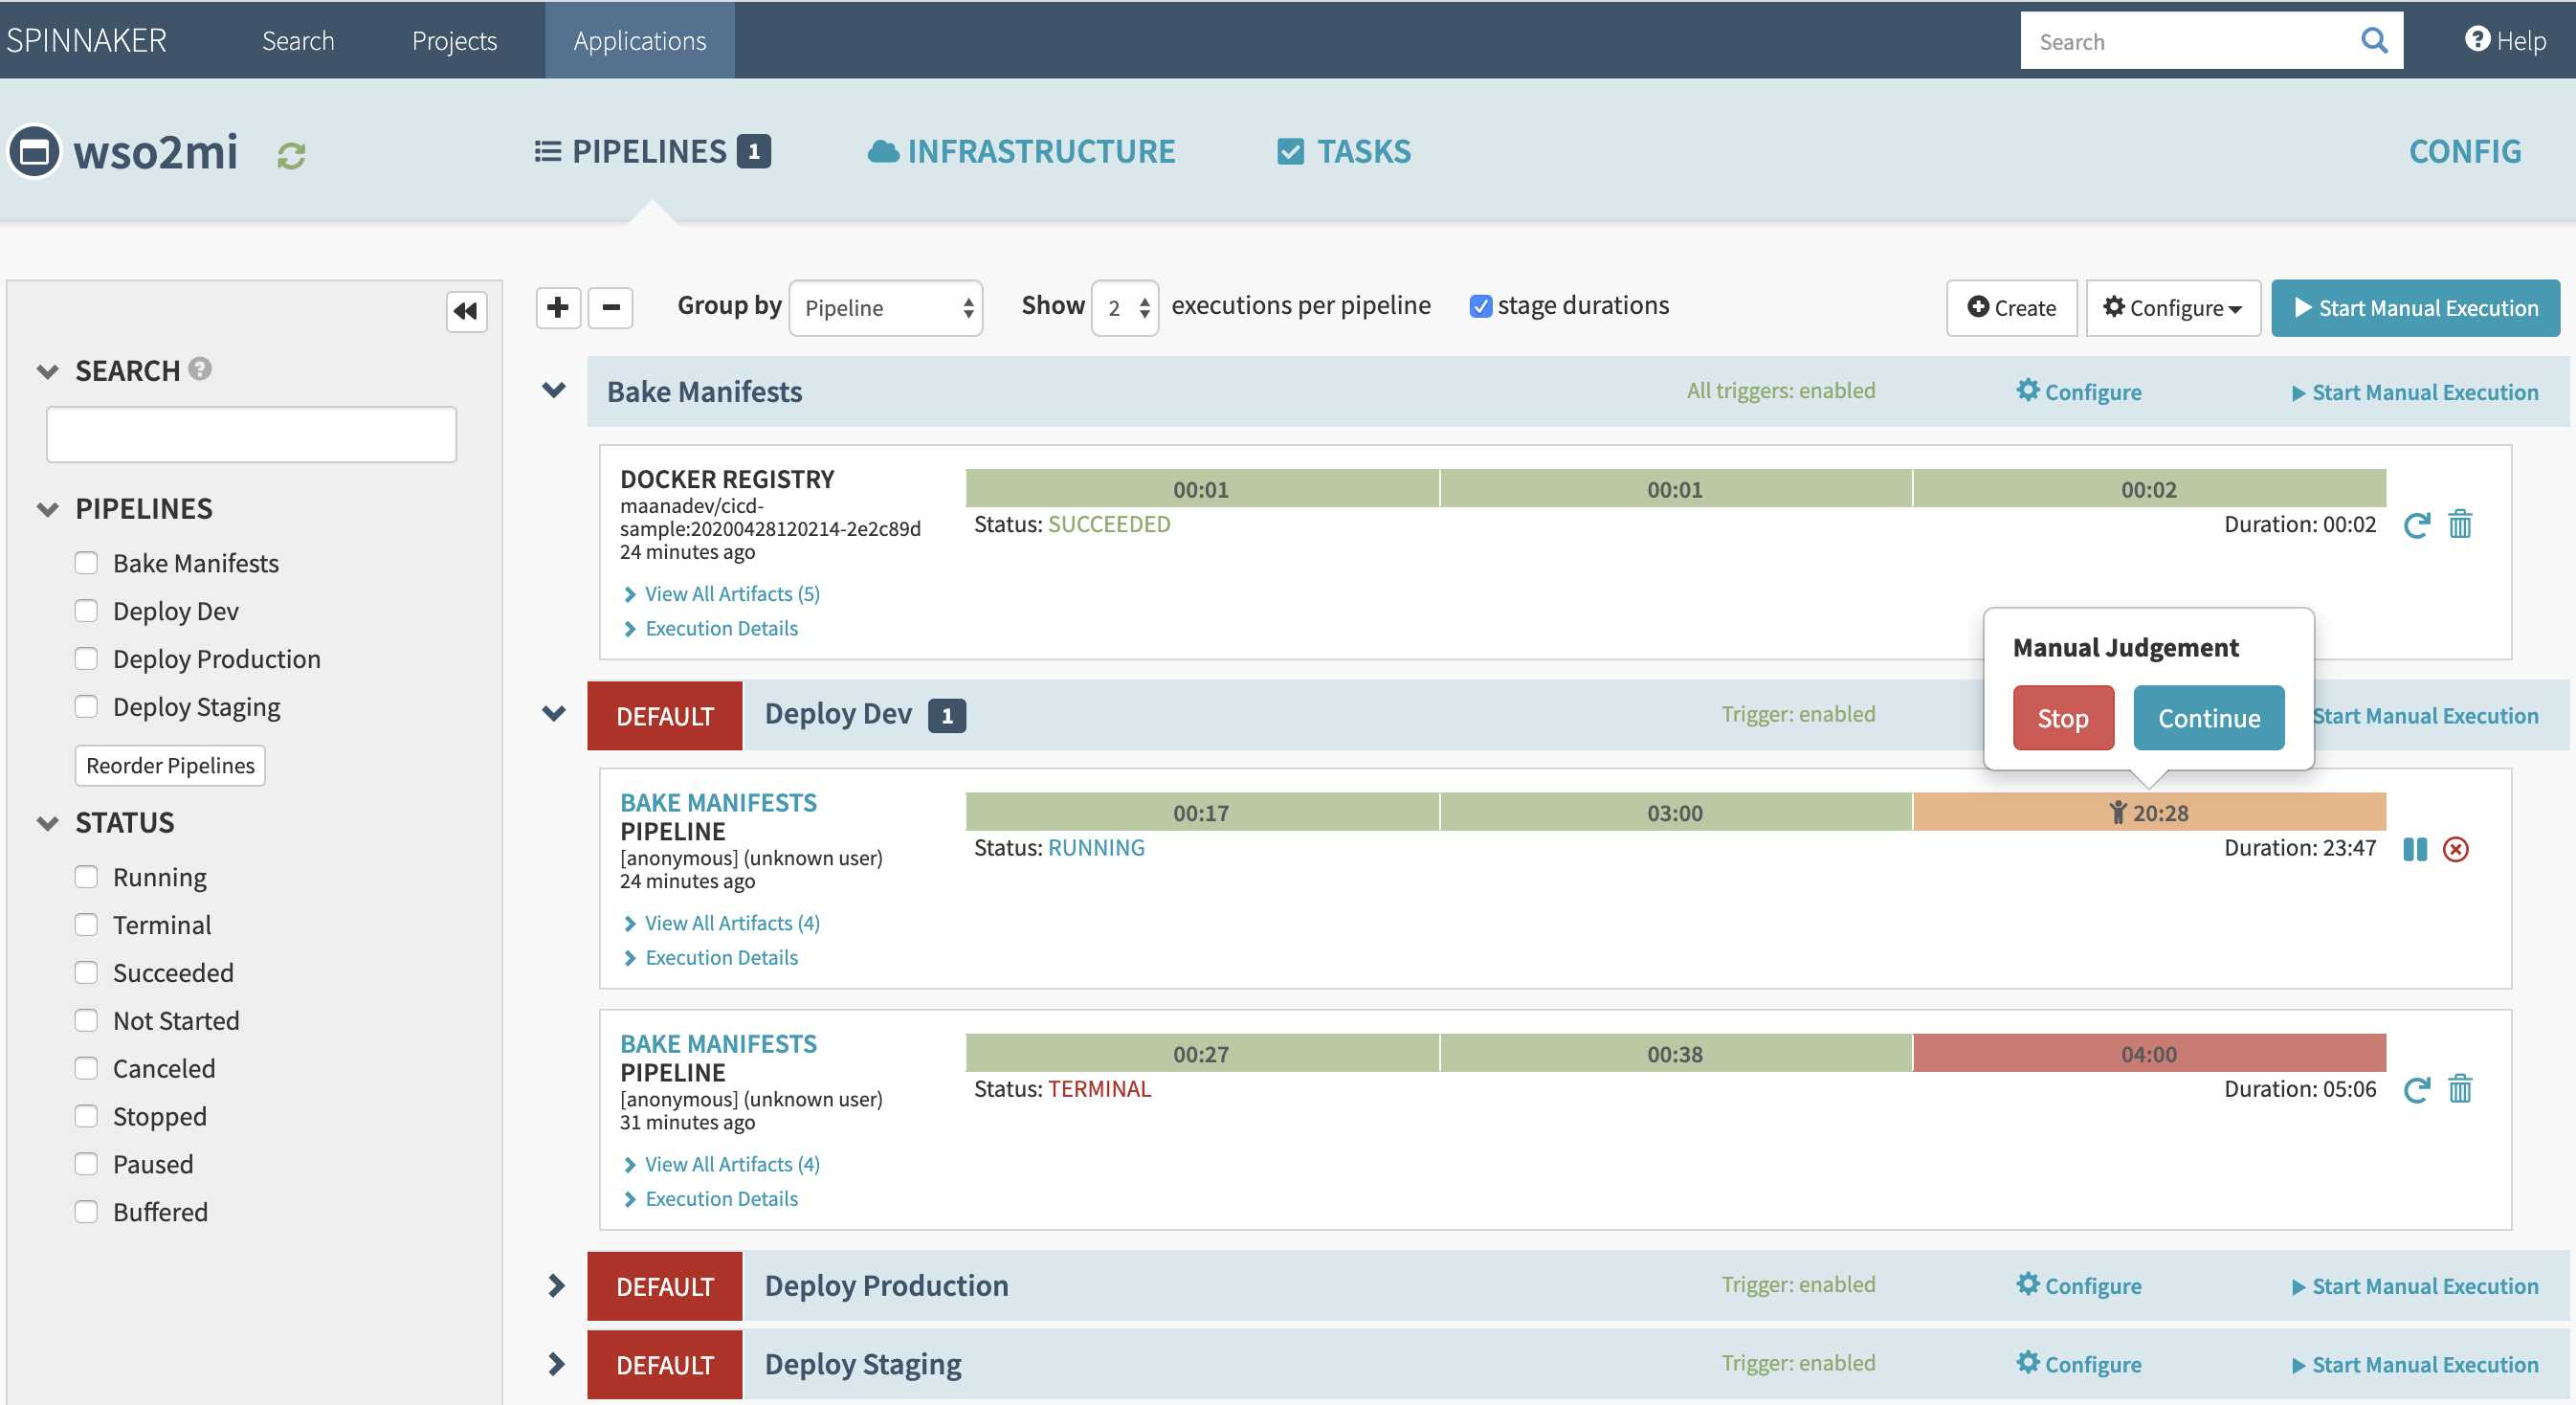 SPINNAKER Search Projects Applications Search Help
wso2mi PIPELINES 1 INFRASTRUCTURE TASKS CONFIG
Group by Pipeline Show 2 executions per pipeline stage durations Create Configure Start Manual Execution
SEARCH ?
PIPELINES
Bake Manifests
Deploy Dev
Deploy Production
Deploy Staging
Reorder Pipelines
STATUS
Running
Terminal
Succeeded
Not Started
Canceled
Stopped
Paused
Buffered
Bake Manifests All triggers: enabled Configure Start Manual Execution
DOCKER REGISTRY
maanadev/cicd-
sample:20200428120214-2e2c89d
24 minutes ago
View All Artifacts (5)
Execution Details
00:01 00:01 00:02
Status: SUCCEEDED Duration: 00:02
Manual Judgement
Stop Continue
DEFAULT Deploy Dev 1 Trigger: enabled Start Manual Execution
BAKE MANIFESTS
PIPELINE
[anonymous] (unknown user)
24 minutes ago
View All Artifacts (4)
Execution Details
00:17 03:00 20:28
Status: RUNNING Duration: 23:47
BAKE MANIFESTS
PIPELINE
[anonymous] (unknown user)
31 minutes ago
View All Artifacts (4)
Execution Details
00:27 00:38 04:00
Status: TERMINAL Duration: 05:06
DEFAULT Deploy Production Trigger: enabled Configure Start Manual Execution
DEFAULT Deploy Staging Trigger: enabled Configure Start Manual Execution